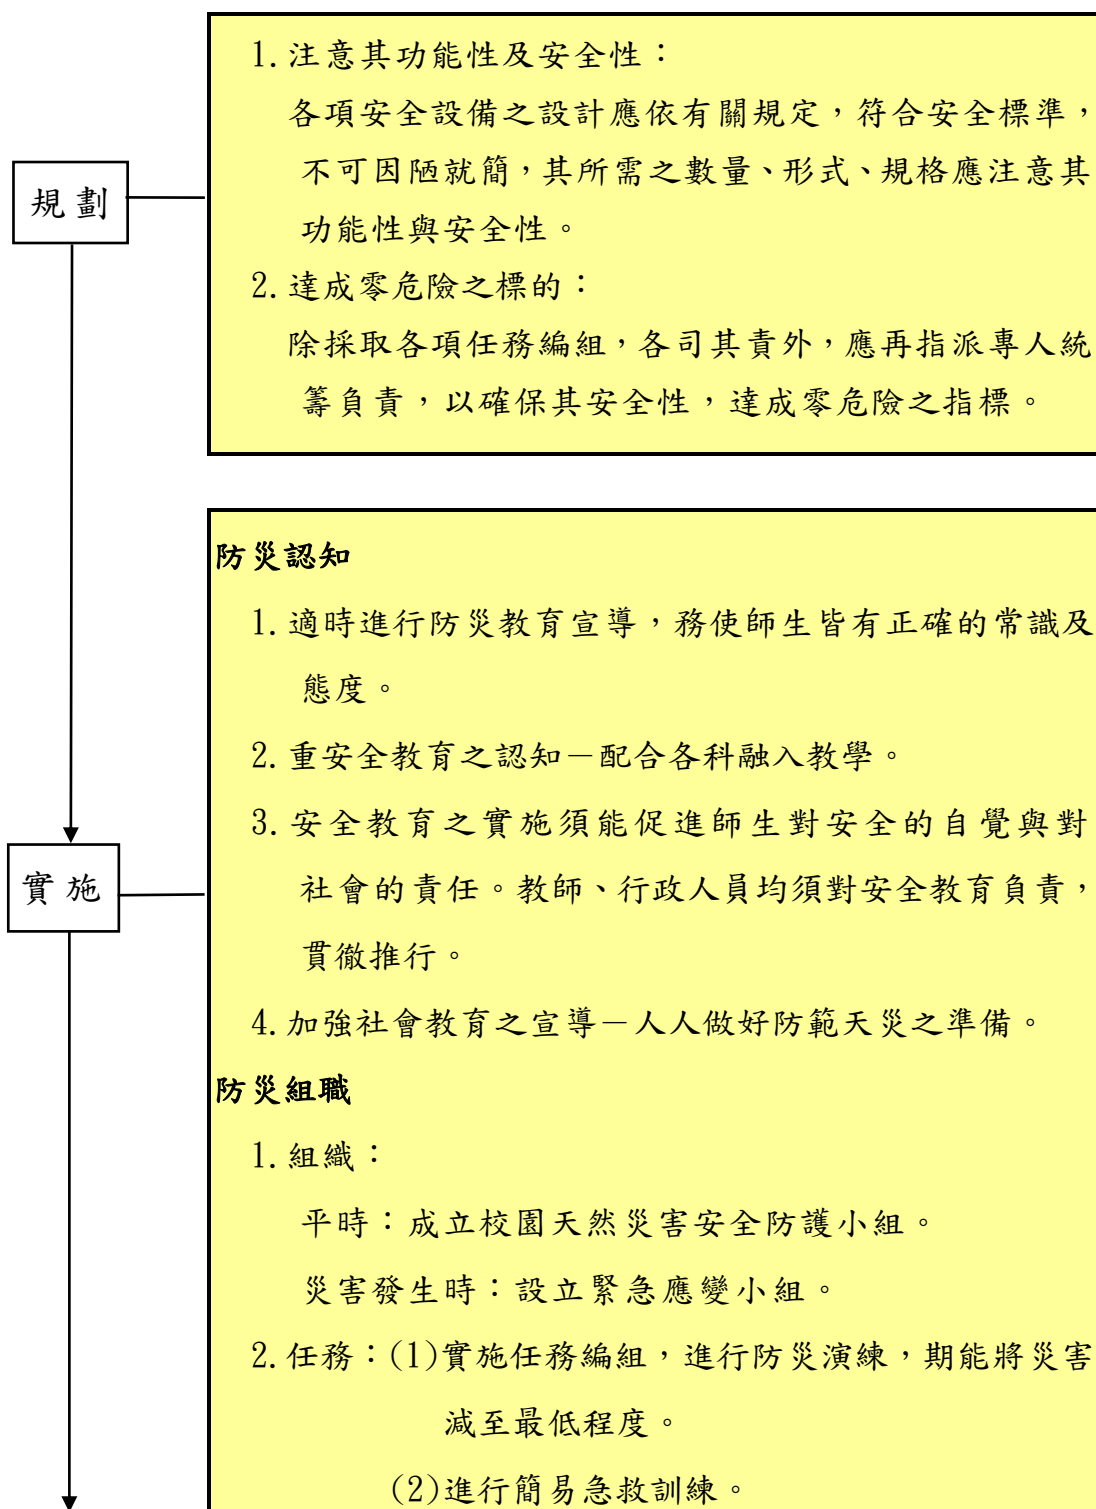 規劃
1.注意其功能性及安全性：
各項安全設備之設計應依有關規定，符合安全標準，
不可因陋就簡，其所需之數量、形式、規格應注意其
功能性與安全性。
2.達成零危險之標的：
除採取各項任務編組，各司其責外，應再指派專人統
籌負責，以確保其安全性，達成零危險之指標。
實施
防災認知
1.適時進行防災教育宣導，務使師生皆有正確的常識及
態度。
2.重安全教育之認知－配合各科融入教學。
3.安全教育之實施須能促進師生對安全的自覺與對
社會的責任。教師、行政人員均須對安全教育負責，
貫徹推行。
4.加強社會教育之宣導－人人做好防範天災之準備。
防災組職
1.組織：
平時：成立校園天然災害安全防護小組。
災害發生時：設立緊急應變小組。
2.任務：(1)實施任務編組，進行防災演練，期能將災害
減至最低程度。
(2)進行簡易急救訓練。